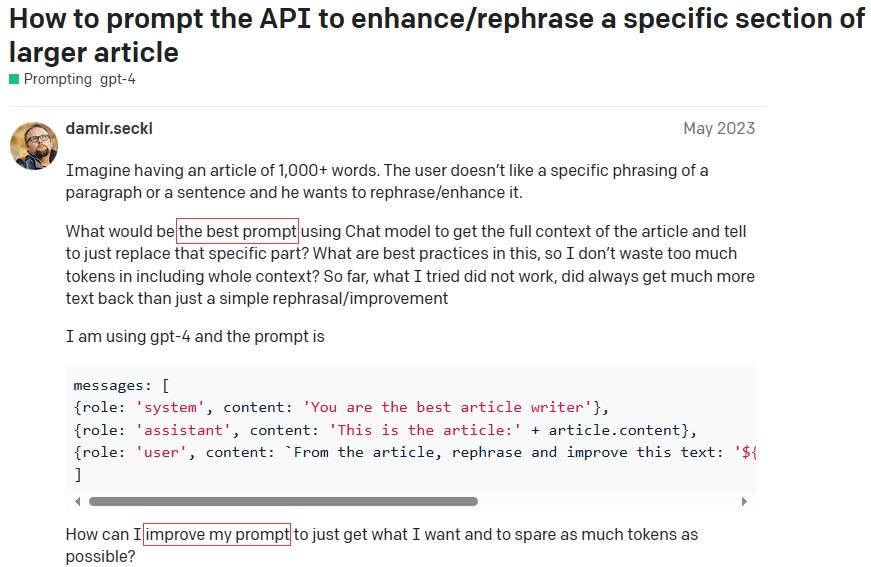 How to prompt the API to enhance/rephrase a specific section of
larger article
Prompting gpt-4
damir.secki
May 2023
Imagine having an article of 1,000+ words. The user doesn’t like a specific phrasing of a
paragraph or a sentence and he wants to rephrase/enhance it.
What would be the best prompt using Chat model to get the full context of the article and tell
to just replace that specific part? What are best practices in this, so I don’t waste too much
tokens in including whole context? So far, what I tried did not work, did always get much more
text back than just a simple rephrasal/improvement
I am using gpt-4 and the prompt is
messages: [
{role: 'system', content: 'You are the best article writer'},
{role: 'assistant', content: 'This is the article:' + article.content},
{role: 'user', content: `From the article, rephrase and improve this text: '${
]
How can I improve my prompt to just get what I want and to spare as much tokens as
possible?